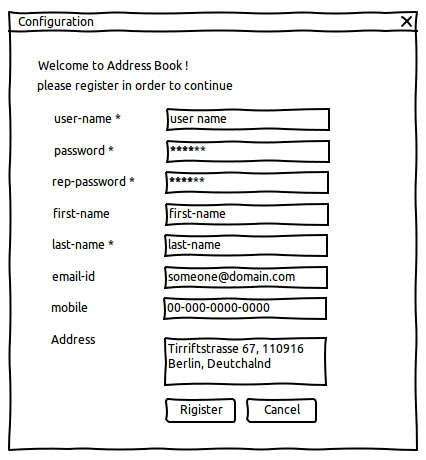 Configuration
Welcome to Address Book !
please register in order to continue
user-name * user name
password * ******
rep-password * ******
first-name first-name
last-name * last-name
email-id someone@domain.com
mobile 00-000-0000-0000
Address Tirriftstrasse 67, 110916
Berlin, Deutchalnd
Rigister Cancel